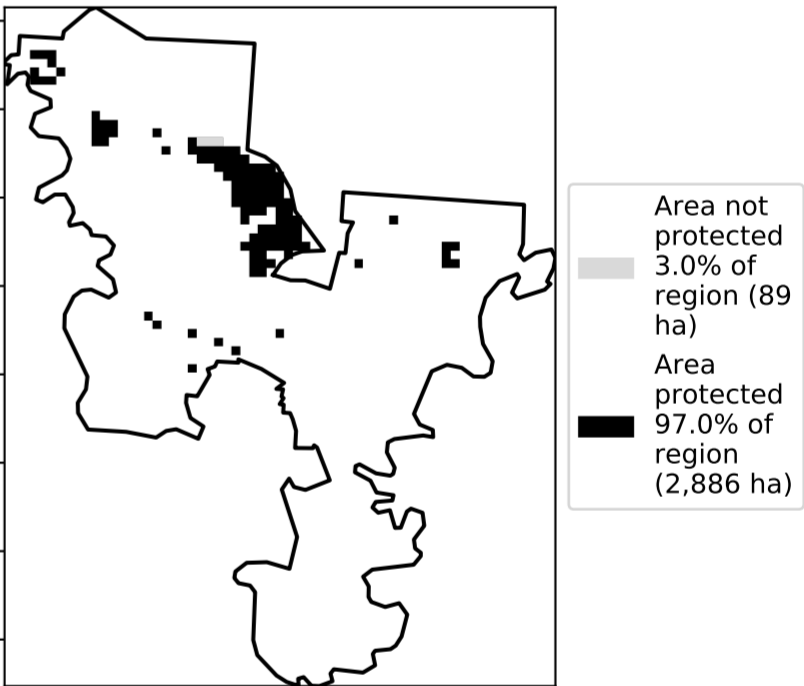 Area not
protected
3.0% of
region (89
ha)
Area
protected
97.0% of
region
(2,886 ha)